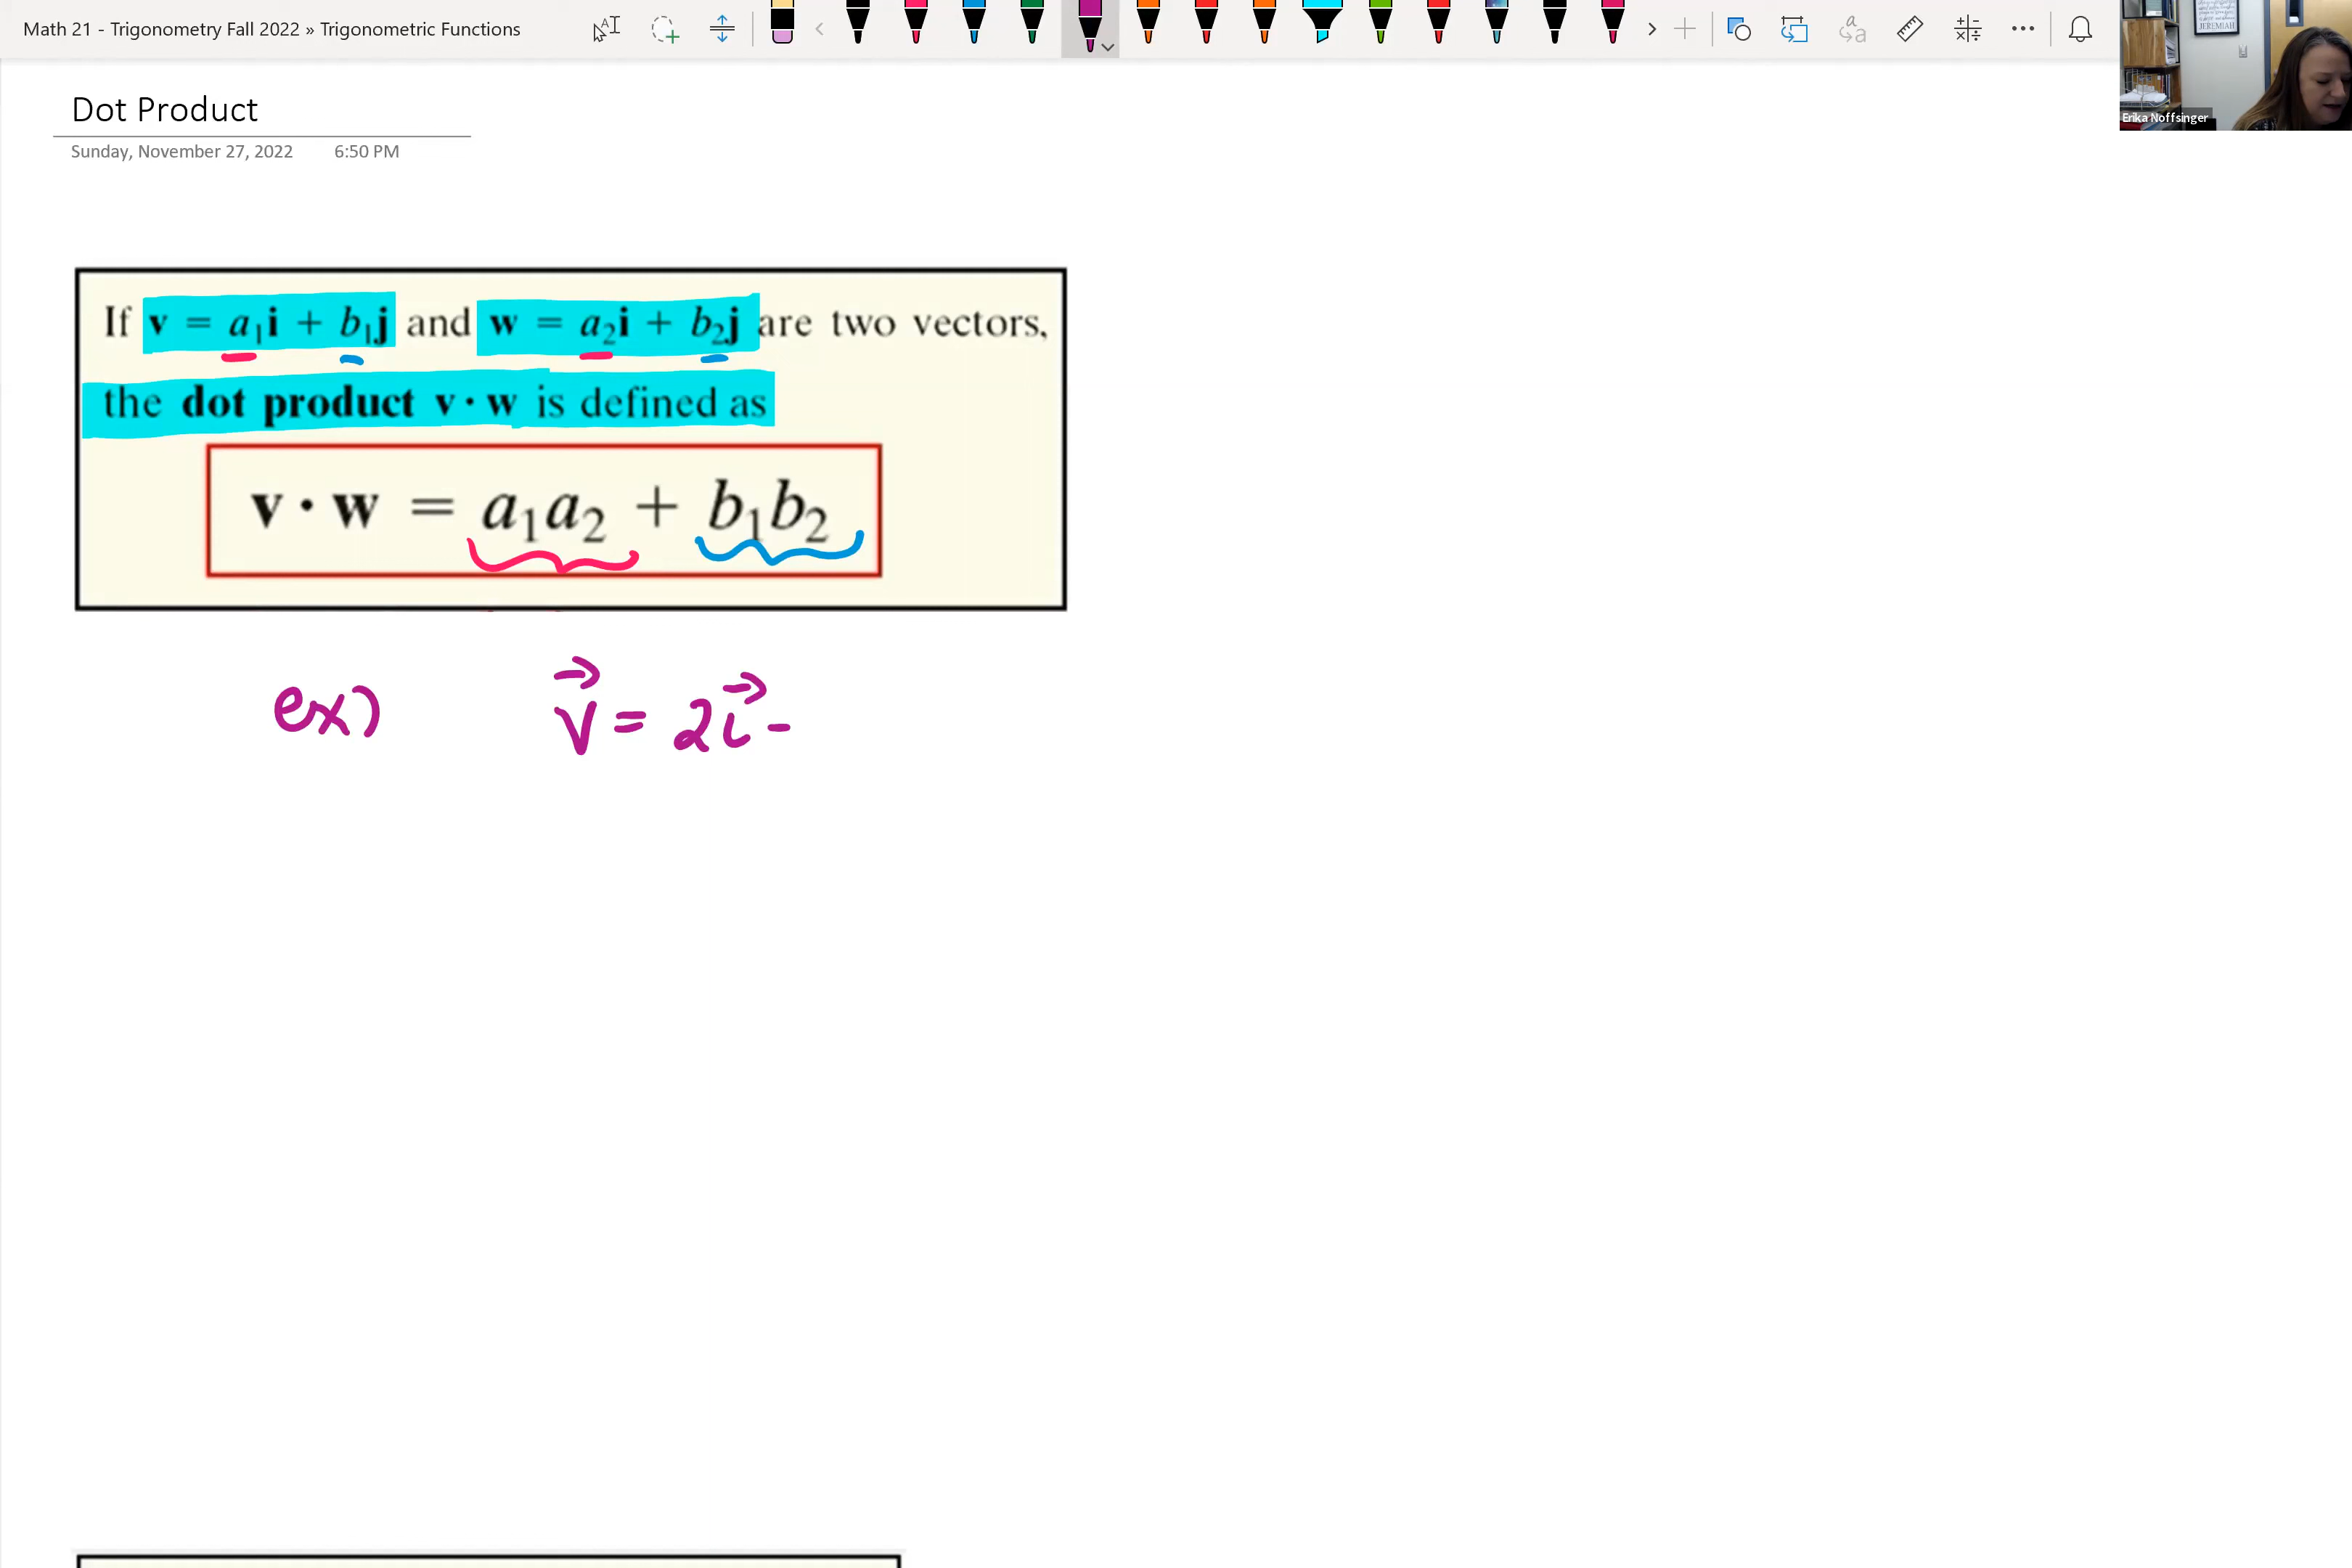 Math 21 - Trigonometry Fall 2022 » Trigonometric Functions
Erika Noffsinger
Dot Product
Sunday, November 27, 2022 6:50 PM
If v = a₁i + b₁j and w = a₂i + b₂j are two vectors,
the dot product v · w is defined as
v · w = a₁a₂ + b₁b₂
ex) v⃗ = 2i⃗ -